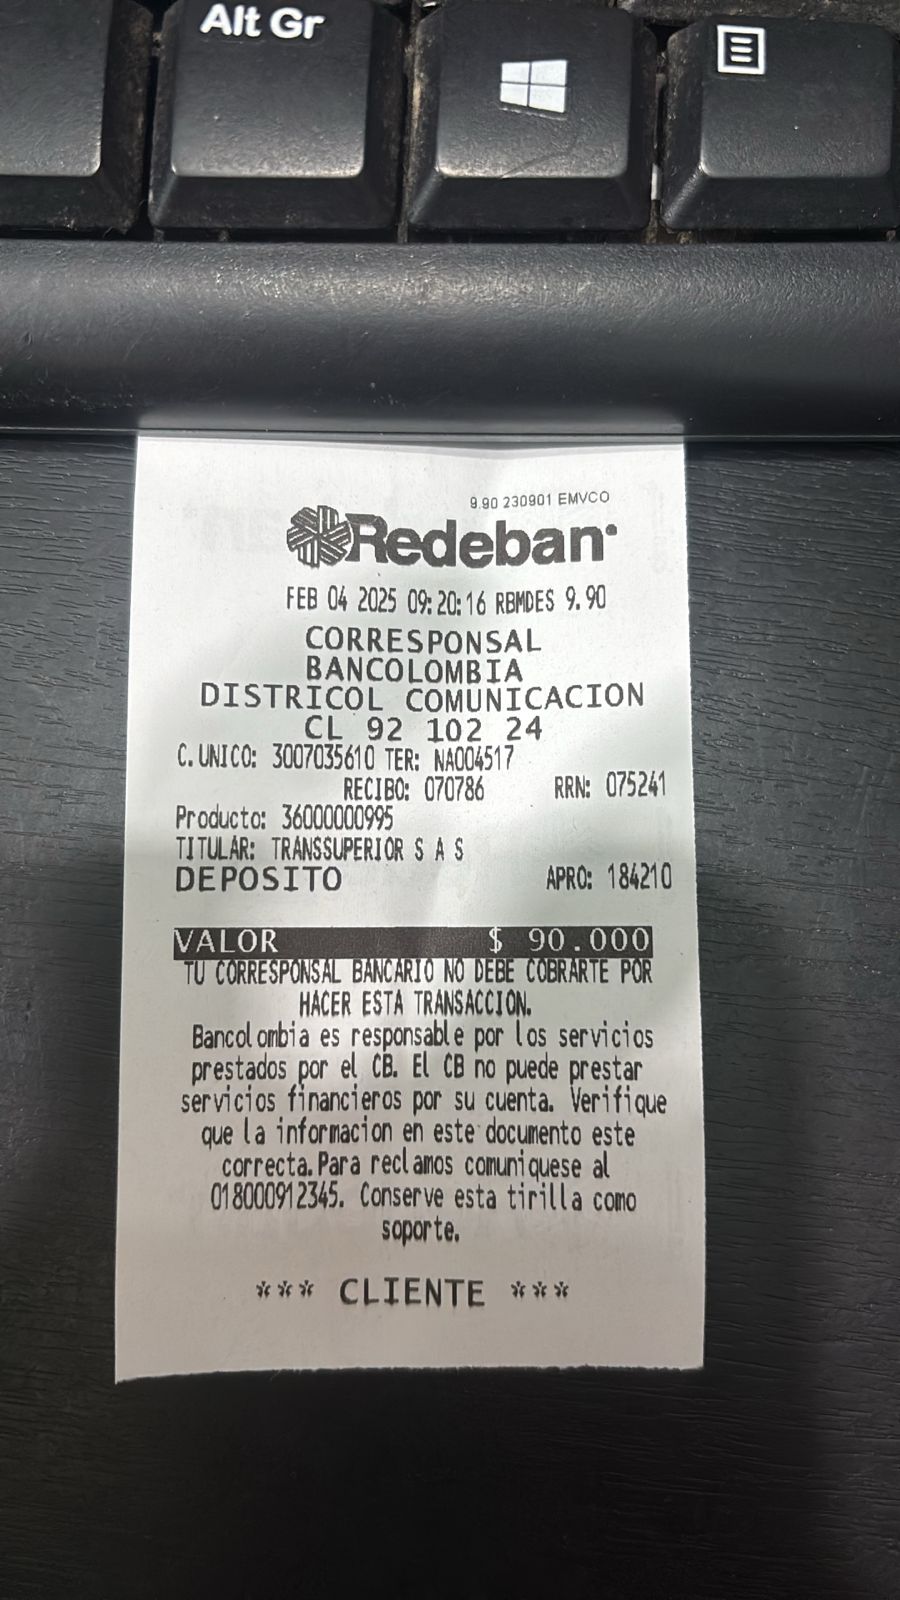 Alt Gr
9.90 230901 EMVCO
Redeban
FEB 04 2025 09:20:16 RBMDES 9.90
CORRESPONSAL
BANCOLOMBIA
DISTRICOL COMUNICACION
CL 92 102 24
C.UNICO: 3007035610 TER: NA004517
RECIBO: 070786 RRN: 075241
Producto: 36000000995
TITULAR: TRANSSUPERIOR S A S
DEPOSITO APRO: 184210
VALOR $ 90.000
TU CORRESPONSAL BANCARIO NO DEBE COBRARTE POR
HACER ESTA TRANSACCION.
Bancolombia es responsable por los servicios
prestados por el CB. El CB no puede prestar
servicios financieros por su cuenta. Verifique
que la informacion en este documento este
correcta.Para reclamos comuniquese al
018000912345. Conserve esta tirilla como
soporte.
*** CLIENTE ***